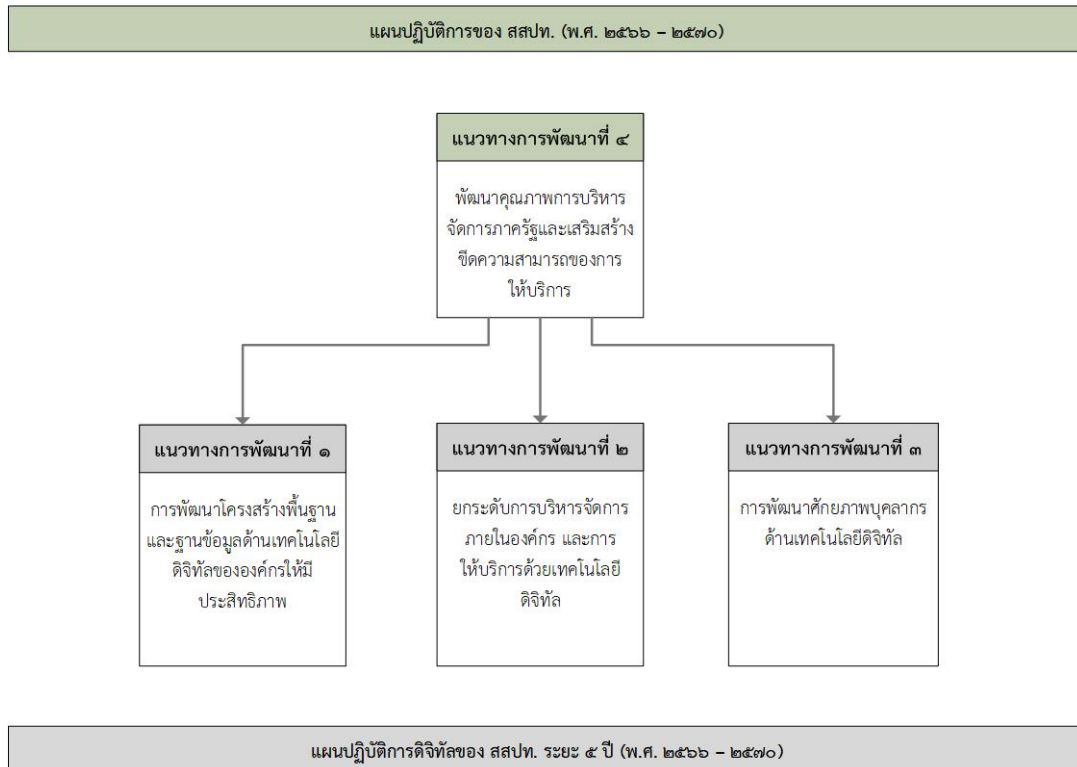 แผนปฏิบัติการของ สสปท. (พ.ศ. ๒๕๖๖ – ๒๕๗๐)
แนวทางการพัฒนาที่ ๔
พัฒนาคุณภาพการบริหาร
จัดการภาครัฐและเสริมสร้าง
ขีดความสามารถของการ
ให้บริการ
แนวทางการพัฒนาที่ ๑
การพัฒนาโครงสร้างพื้นฐาน
และฐานข้อมูลด้านเทคโนโลยี
ดิจิทัลขององค์กรให้มี
ประสิทธิภาพ
แนวทางการพัฒนาที่ ๒
ยกระดับการบริหารจัดการ
ภายในองค์กร และการ
ให้บริการด้วยเทคโนโลยี
ดิจิทัล
แนวทางการพัฒนาที่ ๓
การพัฒนาศักยภาพบุคลากร
ด้านเทคโนโลยีดิจิทัล
แผนปฏิบัติการดิจิทัลของ สสปท. ระยะ ๕ ปี (พ.ศ. ๒๕๖๖ – ๒๕๗๐)